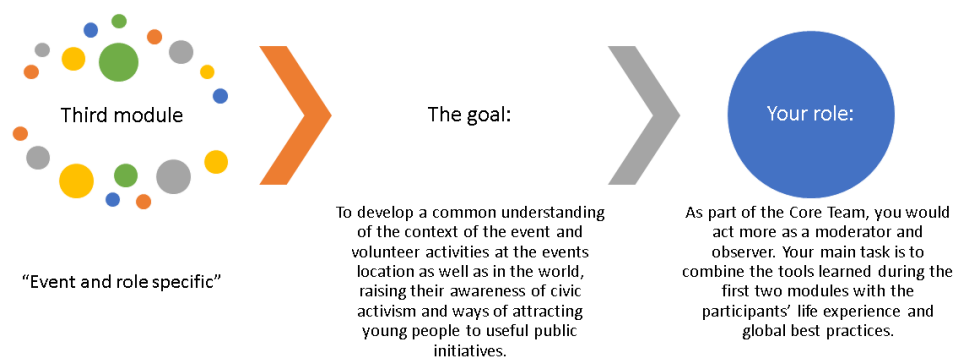 Third module
"Event and role specific"
The goal:
To develop a common understanding
of the context of the event and
volunteer activities at the events
location as well as in the world,
raising their awareness of civic
activism and ways of attracting
young people to useful public
initiatives.
Your role:
As part of the Core Team, you would
act more as a moderator and
observer. Your main task is to
combine the tools learned during the
first two modules with the
participants’ life experience and
global best practices.